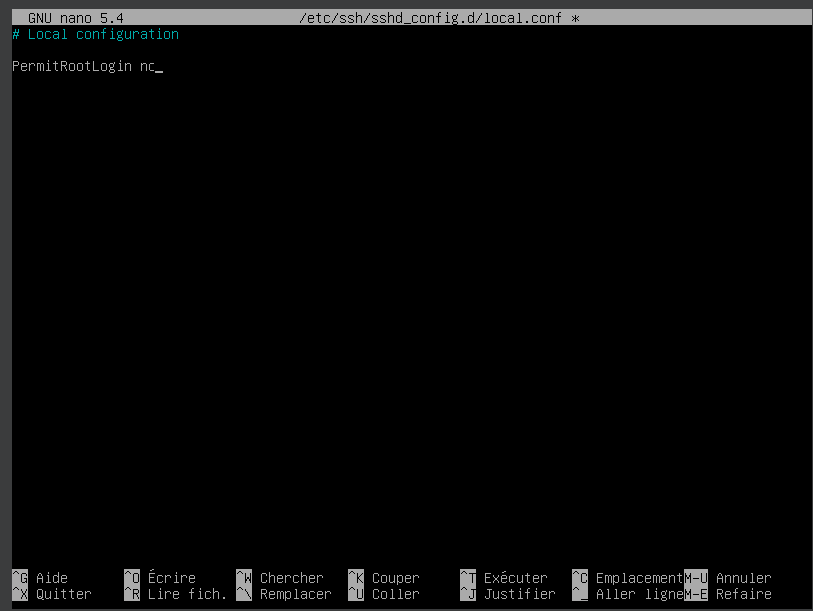 GNU nano 5.4 /etc/ssh/sshd_config.d/local.conf *
# Local configuration
PermitRootLogin no_
^G Aide ^O Écrire ^W Chercher ^K Couper ^T Exécuter ^C Emplacement M-U Annuler
^X Quitter ^R Lire fich. ^\ Remplacer ^U Coller ^J Justifier ^_ Aller ligne M-E Refaire